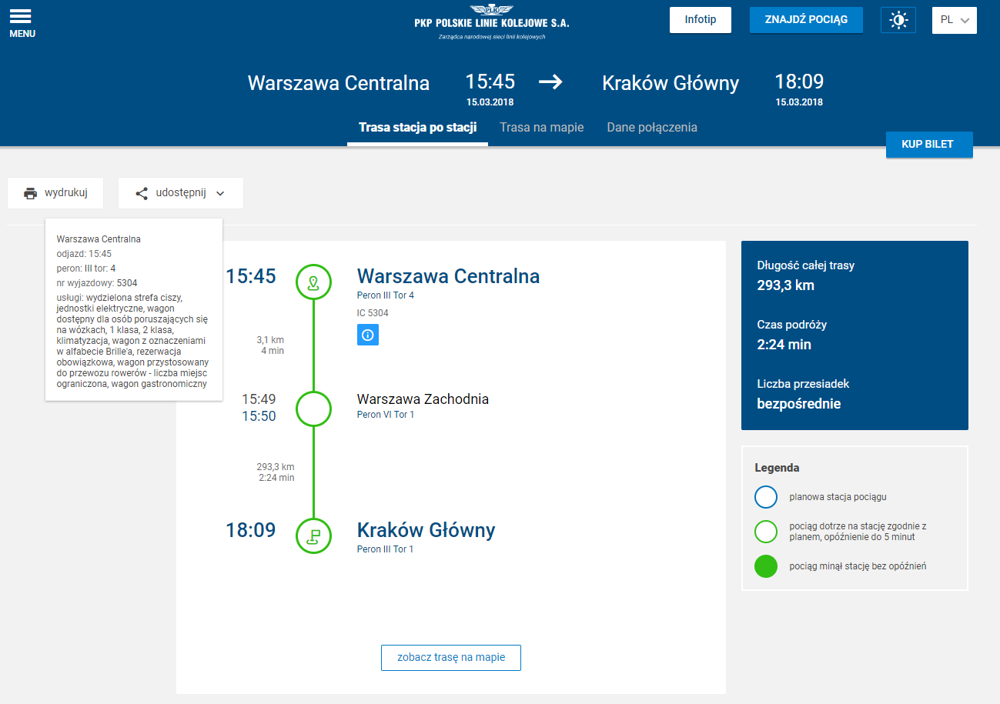 MENU
PLK
PKP POLSKIE LINIE KOLEJOWE S.A.
Zarządca narodowej sieci linii kolejowych
Infotip
ZNAJDŹ POCIĄG
PL
Warszawa Centralna
15:45
15.03.2018
Kraków Główny
18:09
15.03.2018
Trasa stacja po stacji
Trasa na mapie
Dane połączenia
KUP BILET
wydrukuj
udostępnij
Warszawa Centralna
odjazd: 15:45
peron: III tor: 4
nr wyjazdowy: 5304
usługi: wydzielona strefa ciszy,
jednostki elektryczne, wagon
dostępny dla osób poruszających się
na wózkach, 1 klasa, 2 klasa,
klimatyzacja, wagon z oznaczeniami
w alfabecie Brille'a, rezerwacja
obowiązkowa, wagon przystosowany
do przewozu rowerów - liczba miejsc
ograniczona, wagon gastronomiczny
15:45
Warszawa Centralna
Peron III Tor 4
IC 5304
3,1 km
4 min
15:49
15:50
Warszawa Zachodnia
Peron VI Tor 1
293,3 km
2:24 min
18:09
Kraków Główny
Peron III Tor 1
zobacz trasę na mapie
Długość całej trasy
293,3 km
Czas podróży
2:24 min
Liczba przesiadek
bezpośrednie
Legenda
planowa stacja pociągu
pociąg dotrze na stację zgodnie z
planem, opóźnienie do 5 minut
pociąg minął stację bez opóźnień